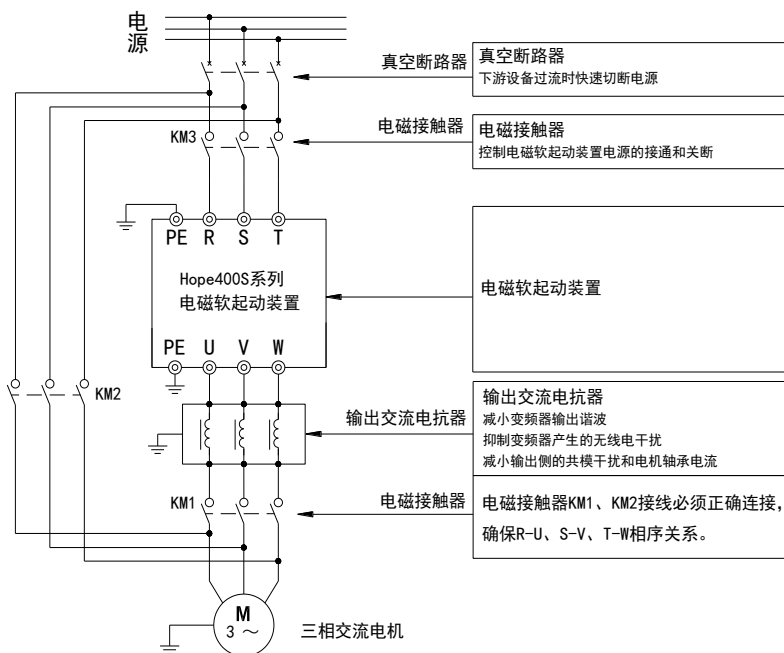 电
源
真空断路器
真空断路器
下游设备过流时快速切断电源
KM3
电磁接触器
电磁接触器
控制电磁软起动装置电源的接通和关断
PE R S T
Hope400S系列
电磁软起动装置
电磁软起动装置
PE U V W
KM2
输出交流电抗器
输出交流电抗器
减小变频器输出谐波
抑制变频器产生的无线电干扰
减小输出侧的共模干扰和电机轴承电流
KM1
电磁接触器
电磁接触器KM1、KM2接线必须正确连接,
确保R-U、S-V、T-W相序关系。
M
3 ～
三相交流电机